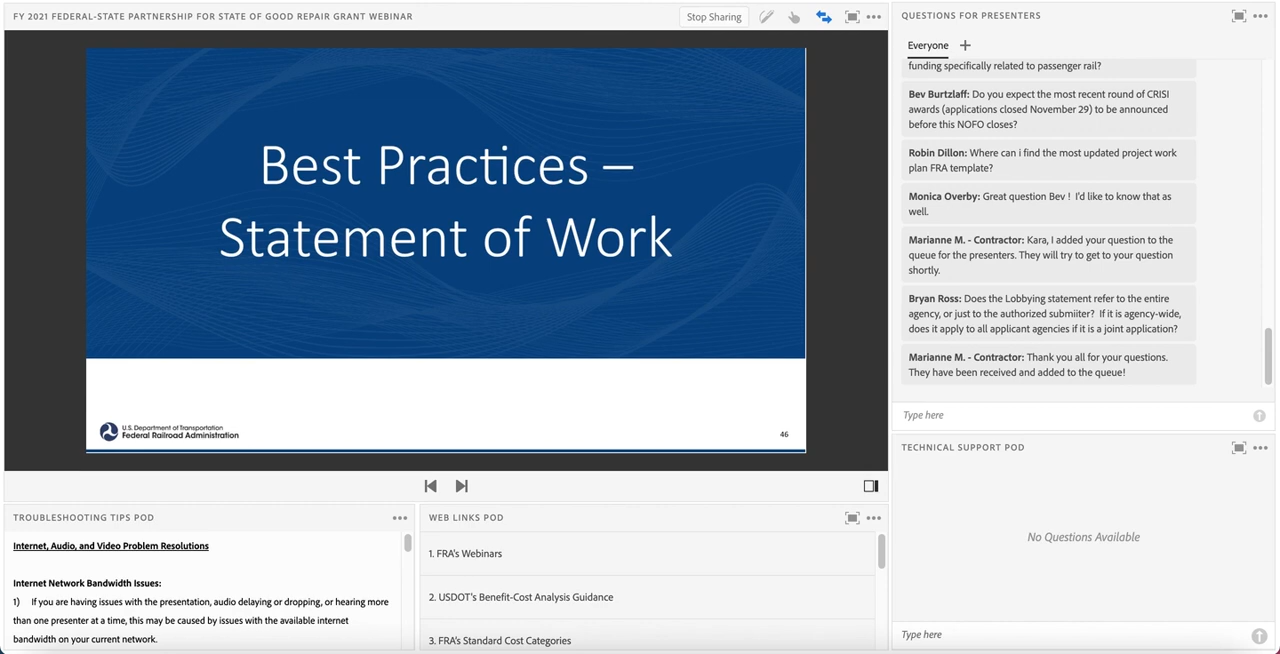 FY 2021 FEDERAL-STATE PARTNERSHIP FOR STATE OF GOOD REPAIR GRANT WEBINAR
Stop Sharing
Best Practices –
Statement of Work
U.S. Department of Transportation
Federal Railroad Administration
46
QUESTIONS FOR PRESENTERS
Everyone
funding specifically related to passenger rail?
Bev Burtzlaff: Do you expect the most recent round of CRISI
awards (applications closed November 29) to be announced
before this NOFO closes?
Robin Dillon: Where can i find the most updated project work
plan FRA template?
Monica Overby: Great question Bev ! I'd like to know that as
well.
Marianne M. - Contractor: Kara, I added your question to the
queue for the presenters. They will try to get to your question
shortly.
Bryan Ross: Does the Lobbying statement refer to the entire
agency, or just to the authorized submiiter? If it is agency-wide,
does it apply to all applicant agencies if it is a joint application?
Marianne M. - Contractor: Thank you all for your questions.
They have been received and added to the queue!
Type here
TECHNICAL SUPPORT POD
No Questions Available
Type here
TROUBLESHOOTING TIPS POD
Internet, Audio, and Video Problem Resolutions
Internet Network Bandwidth Issues:
1) If you are having issues with the presentation, audio delaying or dropping, or hearing more
than one presenter at a time, this may be caused by issues with the available internet
bandwidth on your current network.
WEB LINKS POD
1. FRA's Webinars
2. USDOT's Benefit-Cost Analysis Guidance
3. FRA's Standard Cost Categories